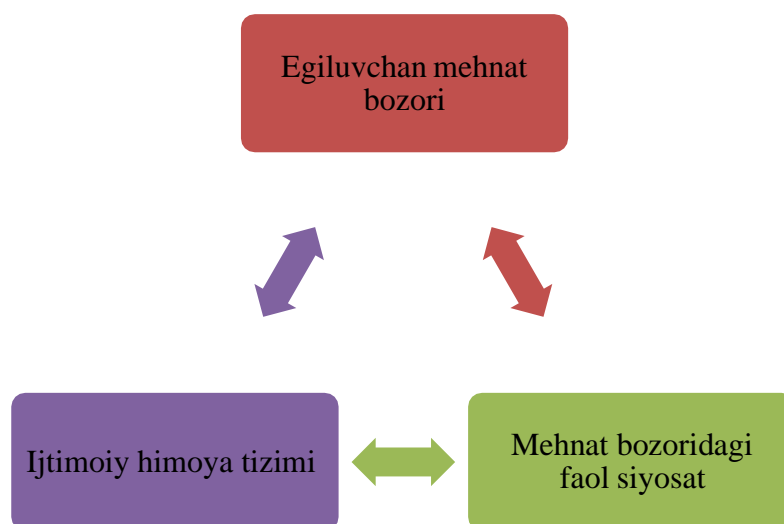 Egiluvchan mehnat
bozori
Ijtimoiy himoya tizimi
Mehnat bozoridagi
faol siyosat